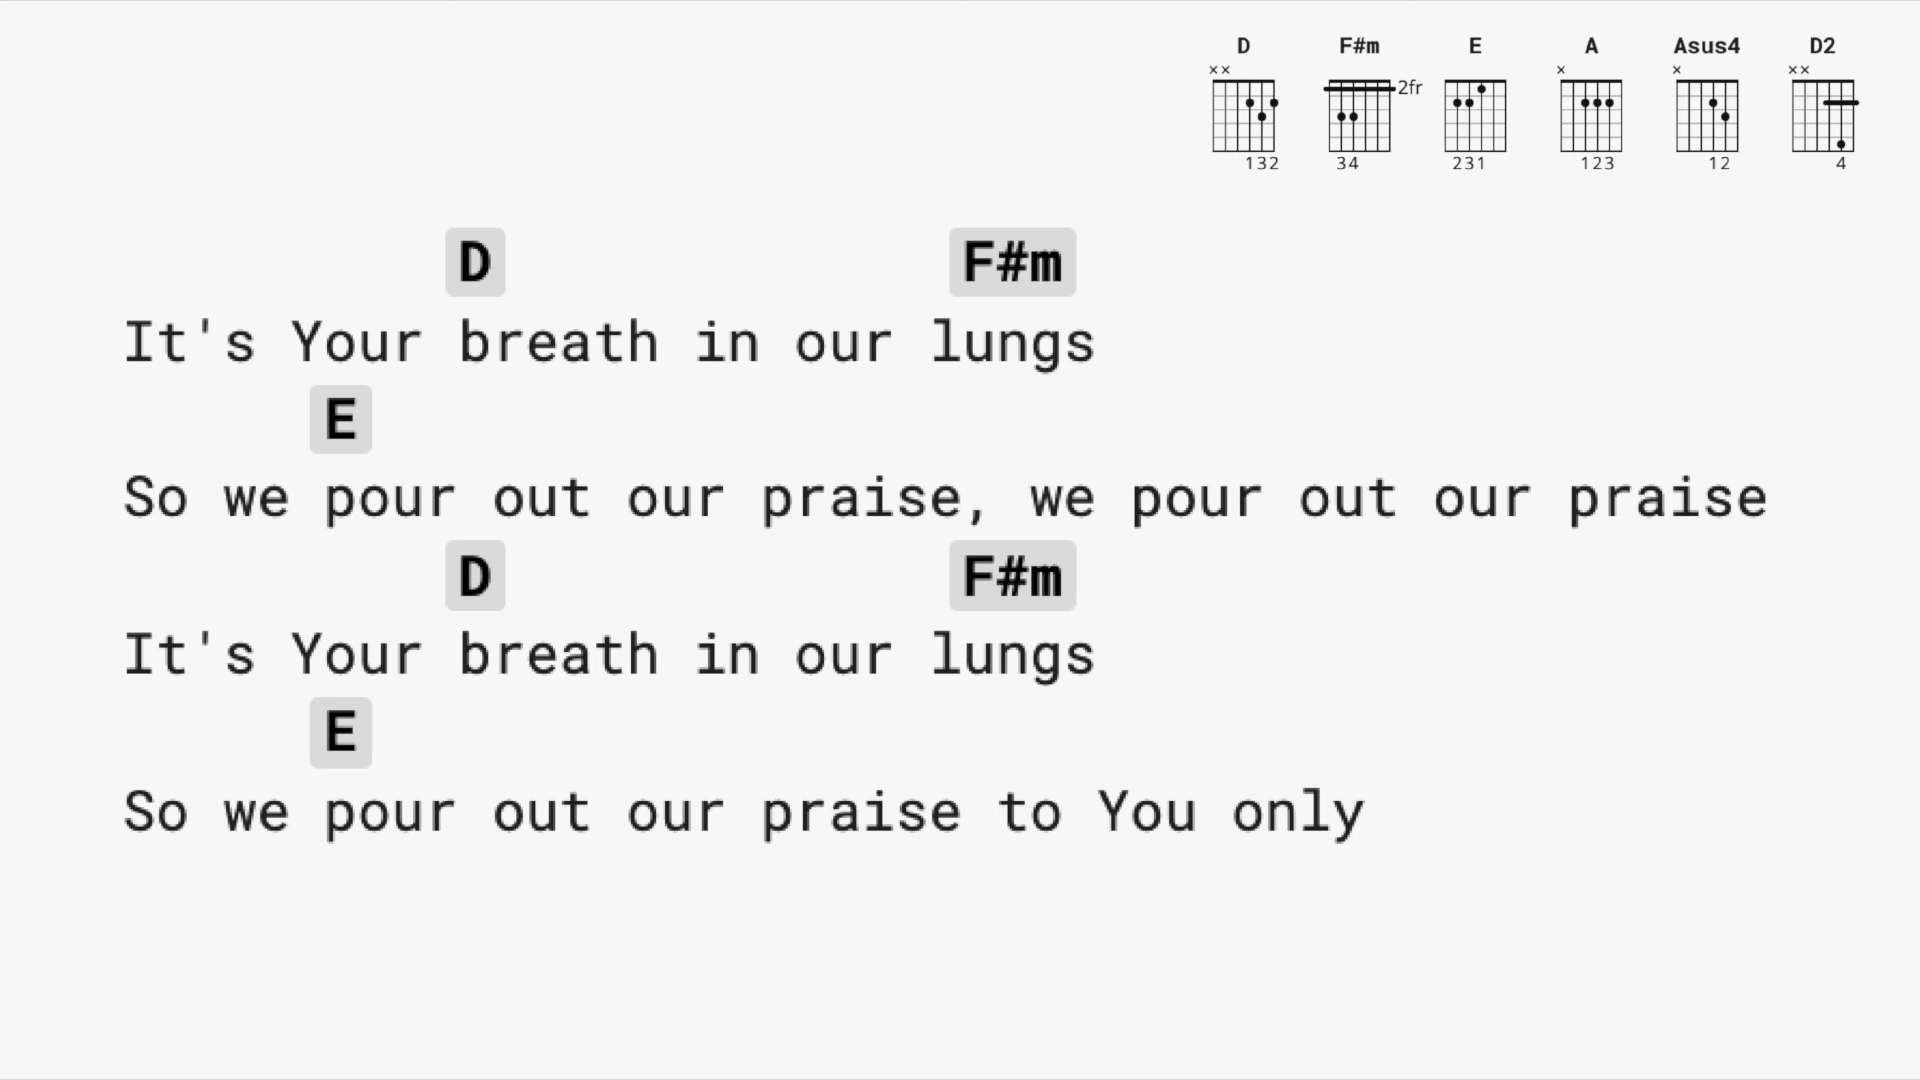 D F#m E A Asus4 D2
×× × × ××
2fr
132 34 231 123 12 4
D F#m
It's Your breath in our lungs
E
So we pour out our praise, we pour out our praise
D F#m
It's Your breath in our lungs
E
So we pour out our praise to You only